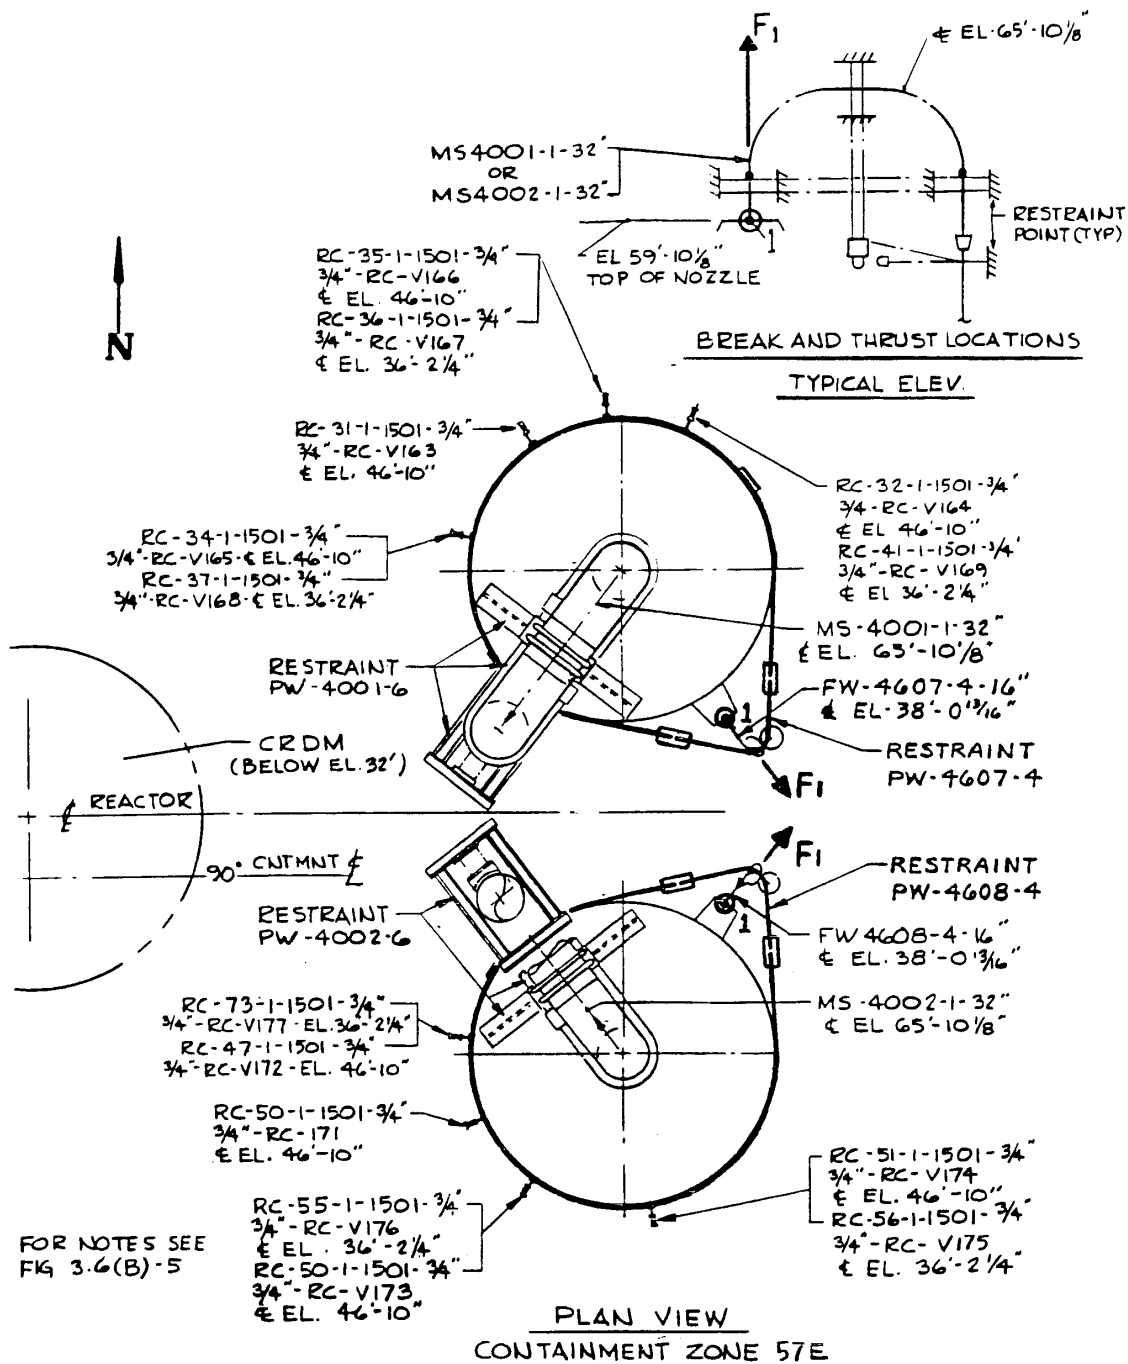 F1
℄ EL·65'-10⅛"
MS4001-1-32"
OR
MS4002-1-32"
1
RESTRAINT
POINT (TYP)
EL 59'-10⅛"
TOP OF NOZZLE
BREAK AND THRUST LOCATIONS
TYPICAL ELEV.
N
RC-35-1-1501-3/4"
3/4"-RC-V166
℄ EL. 46'-10"
RC-36-1-1501-3/4"
3/4"-RC-V167
℄ EL. 36'-2 1/4"
RC-31-1-1501-3/4"
3/4"-RC-V163
℄ EL. 46'-10"
RC-34-1-1501-3/4"
3/4"-RC-V165-℄ EL.46'-10"
RC-37-1-1501-3/4"
3/4"-RC-V168-℄ EL.36'-2 1/4"
RC-32-1-1501-3/4"
3/4-RC-V164
℄ EL 46'-10"
RC-41-1-1501-3/4'
3/4"-RC-V169
℄ EL 36'-2 1/4"
MS-4001-1-32"
℄ EL. 65'-10 1/8"
RESTRAINT
PW-4001-6
FW-4607-4-16"
℄ EL·38'-0 13/16"
1
RESTRAINT
PW-4607-4
F1
CRDM
(BELOW EL.32')
℄ REACTOR
90° CNTMNT ℄
F1
RESTRAINT
PW-4608-4
1
FW 4608-4-16"
℄ EL.38'-0 13/16"
RESTRAINT
PW-4002-6
MS-4002-1-32"
℄ EL 65'-10 1/8"
RC-73-1-1501-3/4"
3/4"-RC-V177-EL.36'-2 1/4"
RC-47-1-1501-3/4"
3/4"-RC-V172-EL. 46'-10"
RC-50-1-1501-3/4"
3/4"-RC-171
℄ EL. 46'-10"
RC-55-1-1501-3/4"
3/4"-RC-V176
℄ EL. 36'-2 1/4"
RC-50-1-1501-3/4"
3/4"-RC-V173
℄ EL. 46'-10"
RC-51-1-1501-3/4"
3/4"-RC-V174
℄ EL. 46'-10"
RC-56-1-1501-3/4"
3/4"-RC-V175
℄ EL. 36'-2 1/4"
FOR NOTES SEE
FIG 3.6(B)-5
PLAN VIEW
CONTAINMENT ZONE 57E